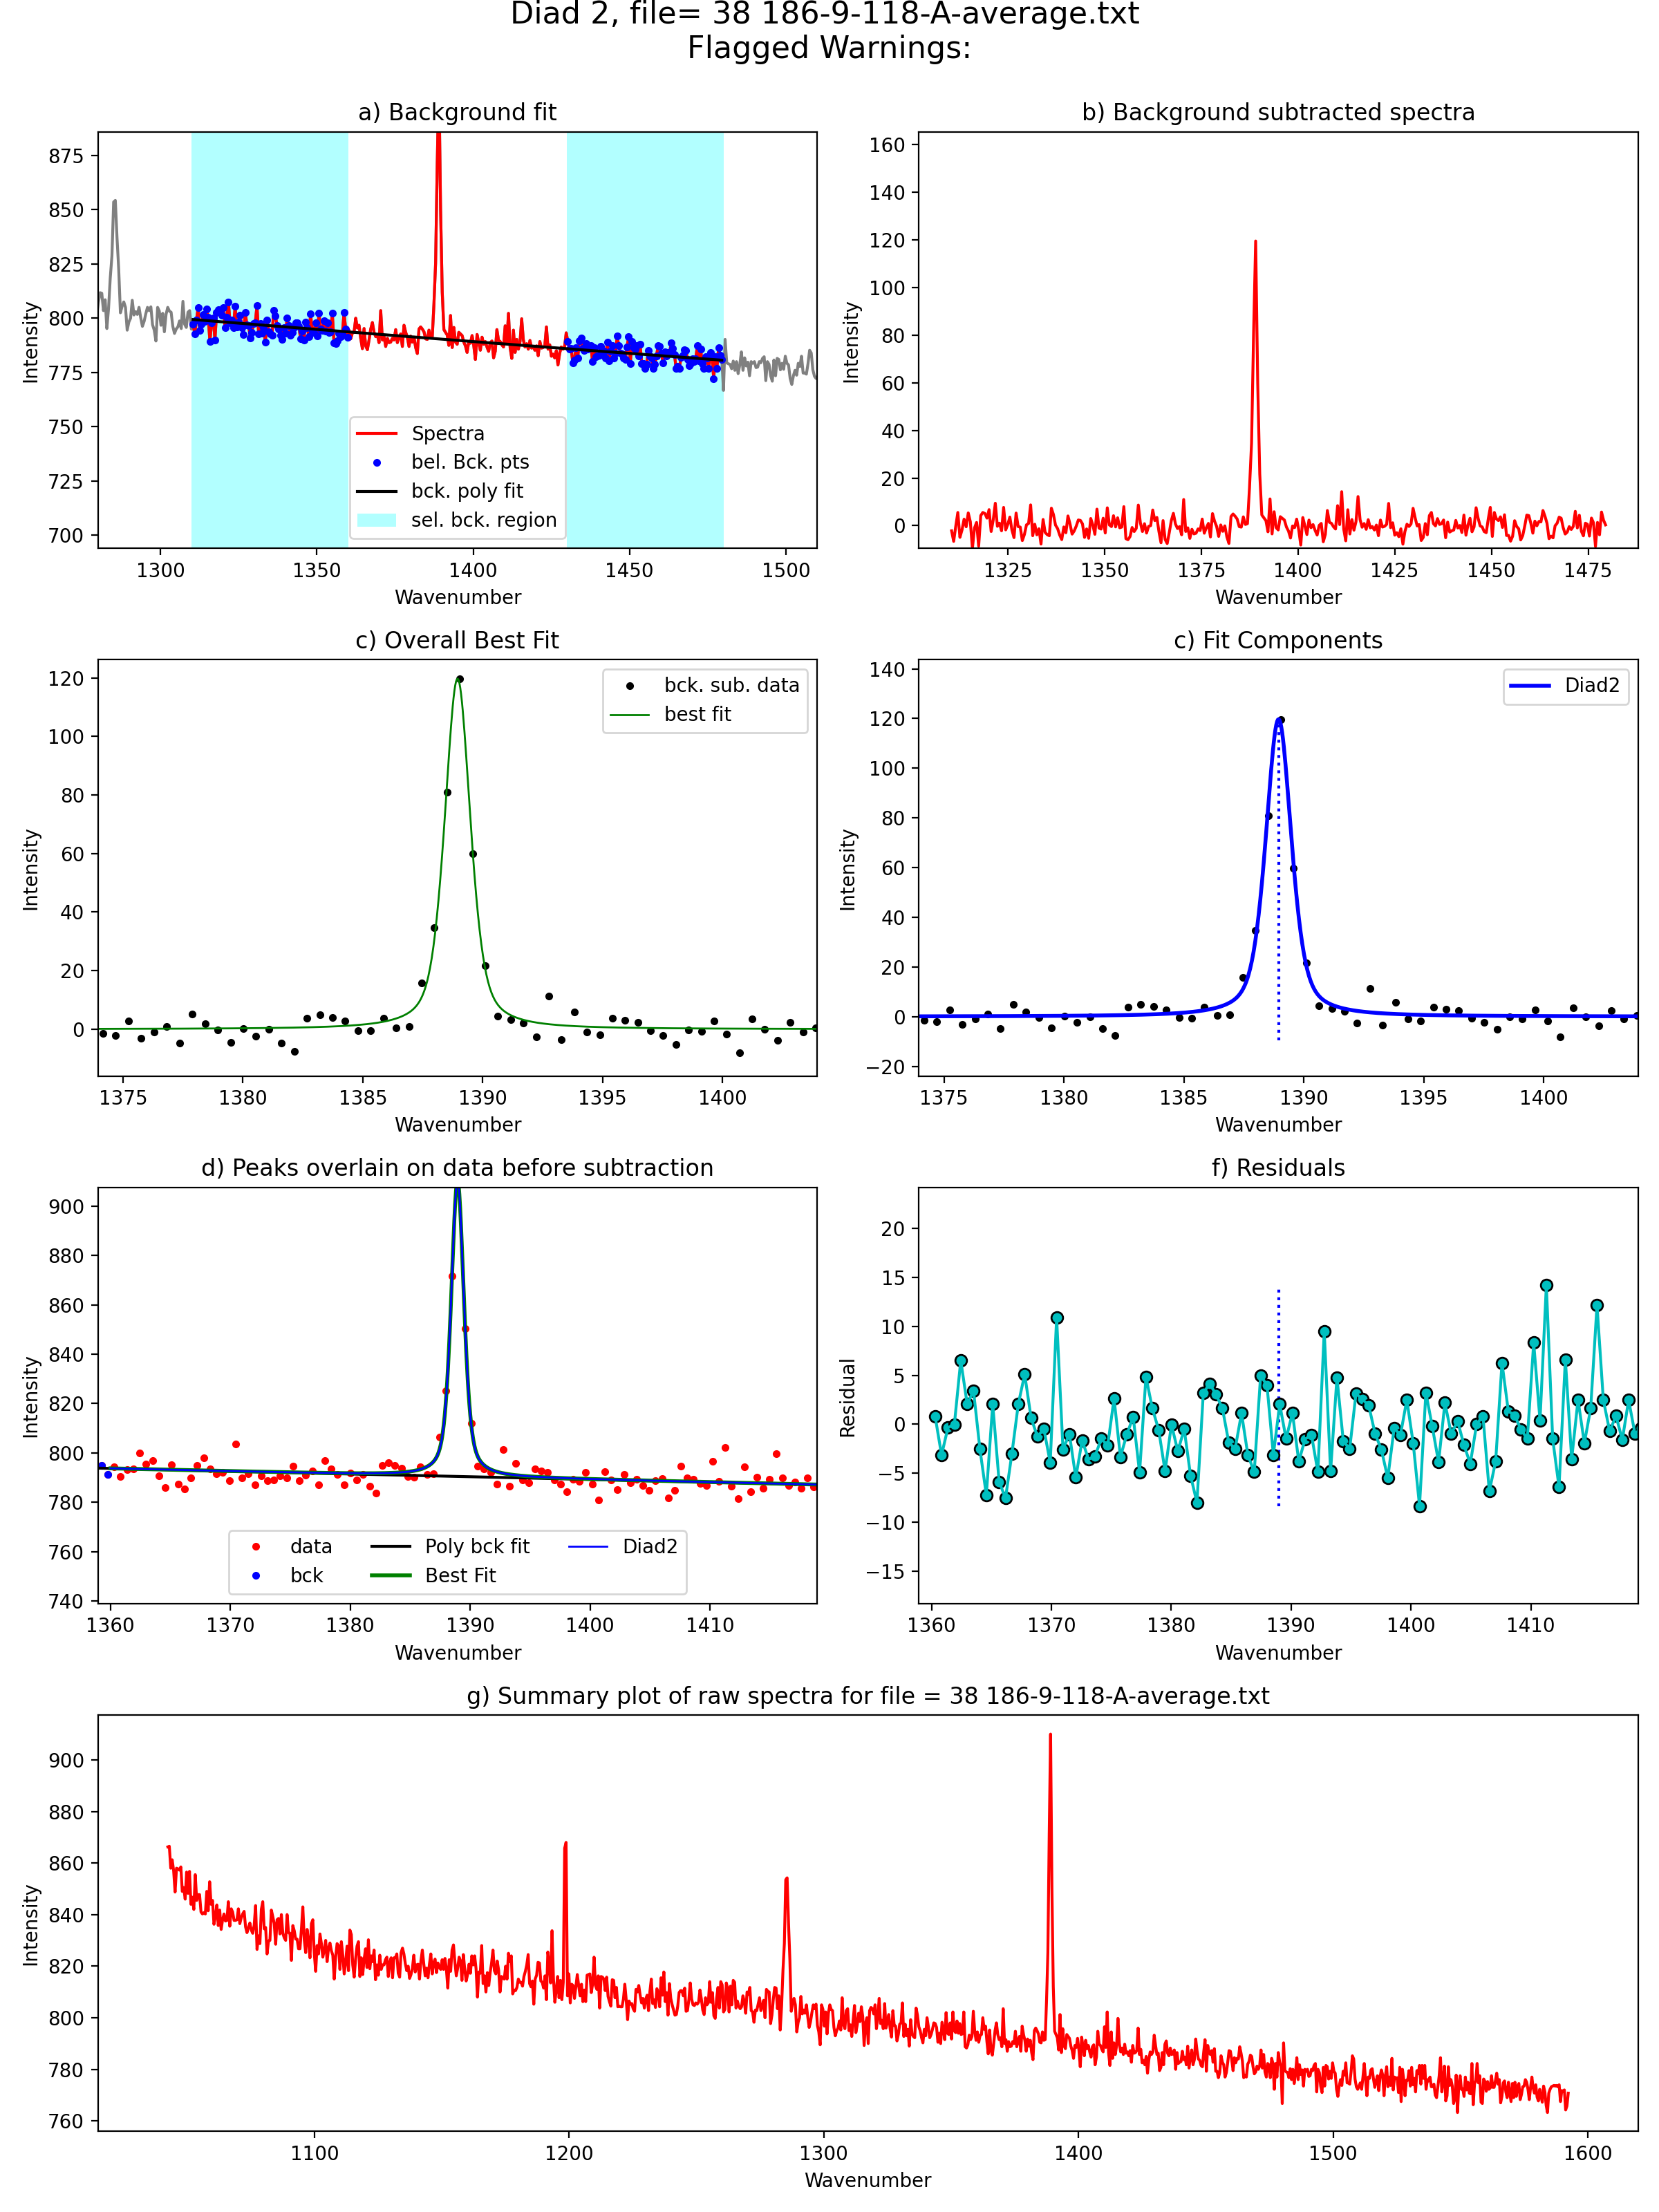 Diad 2, file= 38 186-9-118-A-average.txt
Flagged Warnings:
a) Background fit
875
850
825
800
775
750
725
700
Intensity
Spectra
bel. Bck. pts
bck. poly fit
sel. bck. region
1300 1350 1400 1450 1500
Wavenumber
b) Background subtracted spectra
160
140
120
100
80
60
40
20
0
Intensity
1325 1350 1375 1400 1425 1450 1475
Wavenumber
c) Overall Best Fit
120
100
80
60
40
20
0
Intensity
bck. sub. data
best fit
1375 1380 1385 1390 1395 1400
Wavenumber
c) Fit Components
140
120
100
80
60
40
20
0
−20
Intensity
Diad2
1375 1380 1385 1390 1395 1400
Wavenumber
d) Peaks overlain on data before subtraction
900
880
860
840
820
800
780
760
740
Intensity
data
bck
Poly bck fit
Best Fit
Diad2
1360 1370 1380 1390 1400 1410
Wavenumber
f) Residuals
20
15
10
5
0
−5
−10
−15
Residual
1360 1370 1380 1390 1400 1410
Wavenumber
g) Summary plot of raw spectra for file = 38 186-9-118-A-average.txt
900
880
860
840
820
800
780
760
Intensity
1100 1200 1300 1400 1500 1600
Wavenumber